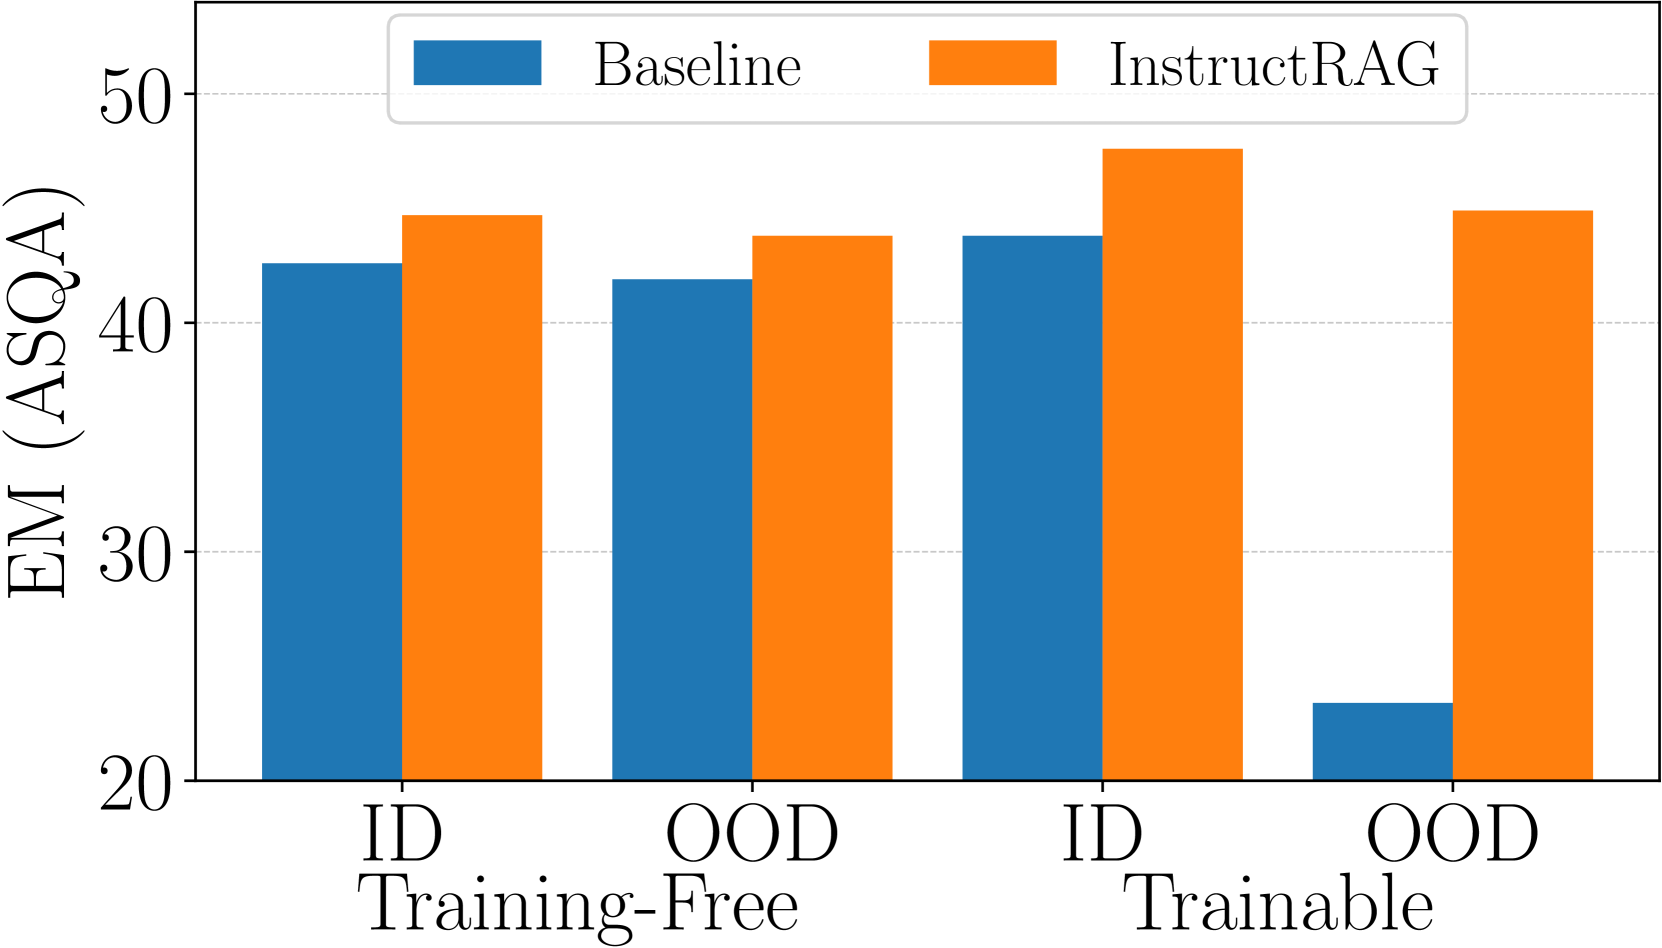 Baseline InstructRAG
EM (ASQA)
50
40
30
20
ID OOD ID OOD
Training-Free Trainable